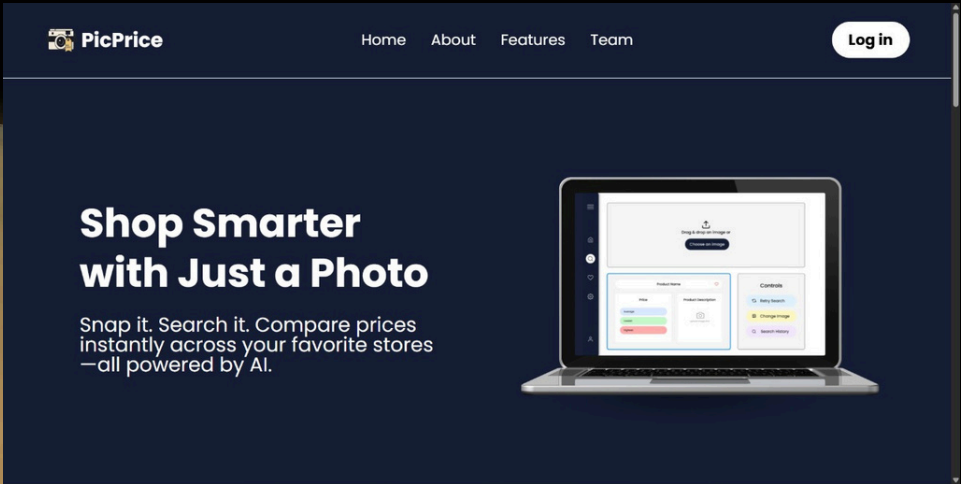 PicPrice
Home
About
Features
Team
Log in
Shop Smarter
with Just a Photo
Snap it. Search it. Compare prices
instantly across your favorite stores
—all powered by AI.
Drag & drop an image or
Choose an image
Product Name
Price
Product Description
Controls
Retry Search
Change Image
Search History